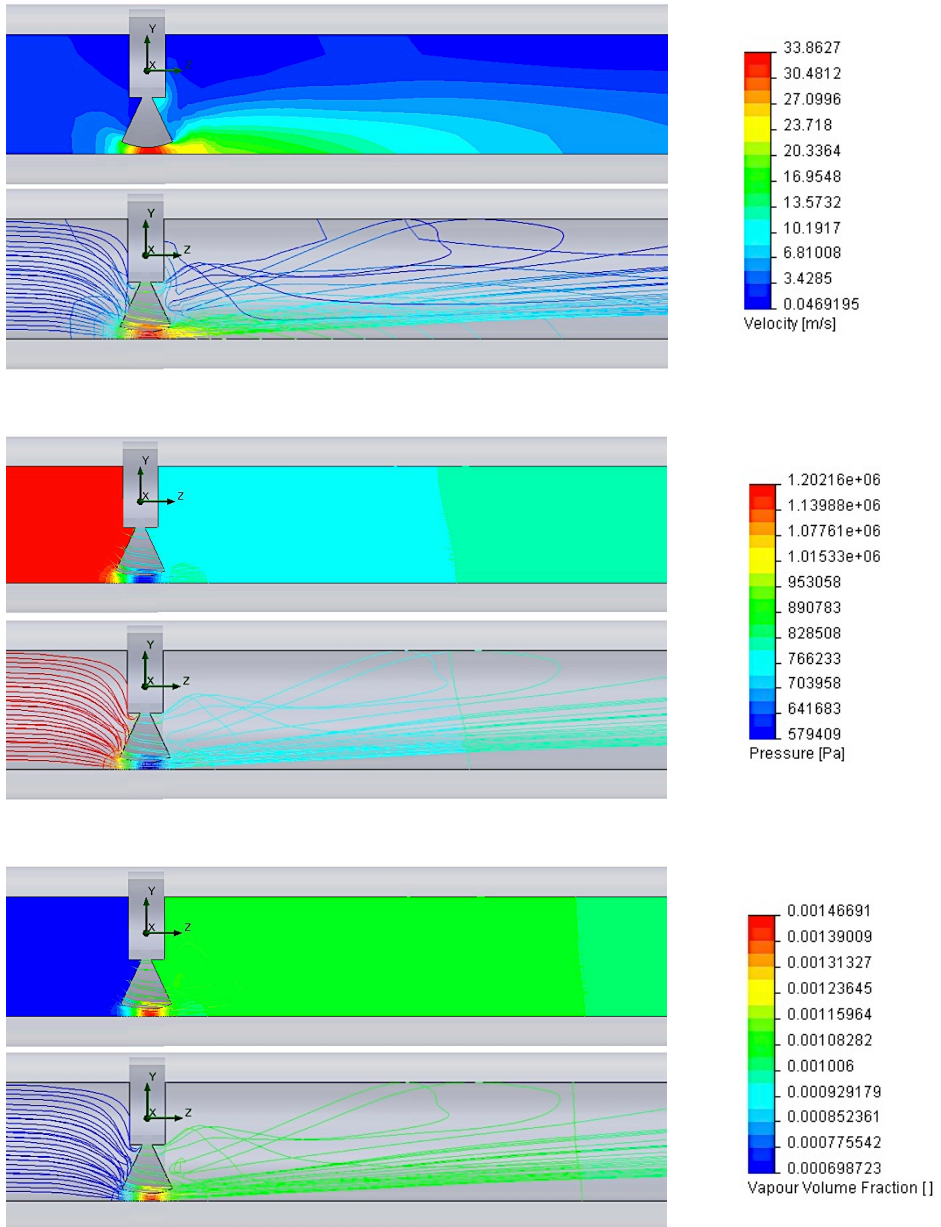 Y
X
Z
33.8627
30.4812
27.0996
23.718
20.3364
16.9548
13.5732
10.1917
6.81008
3.4285
0.0469195
Velocity [m/s]
Y
X
Z
Y
X
Z
1.20216e+06
1.13988e+06
1.07761e+06
1.01533e+06
953058
890783
828508
766233
703958
641683
579409
Pressure [Pa]
Y
X
Z
Y
X
Z
0.00146691
0.00139009
0.00131327
0.00123645
0.00115964
0.00108282
0.001006
0.000929179
0.000852361
0.000775542
0.000698723
Vapour Volume Fraction [ ]
Y
X
Z